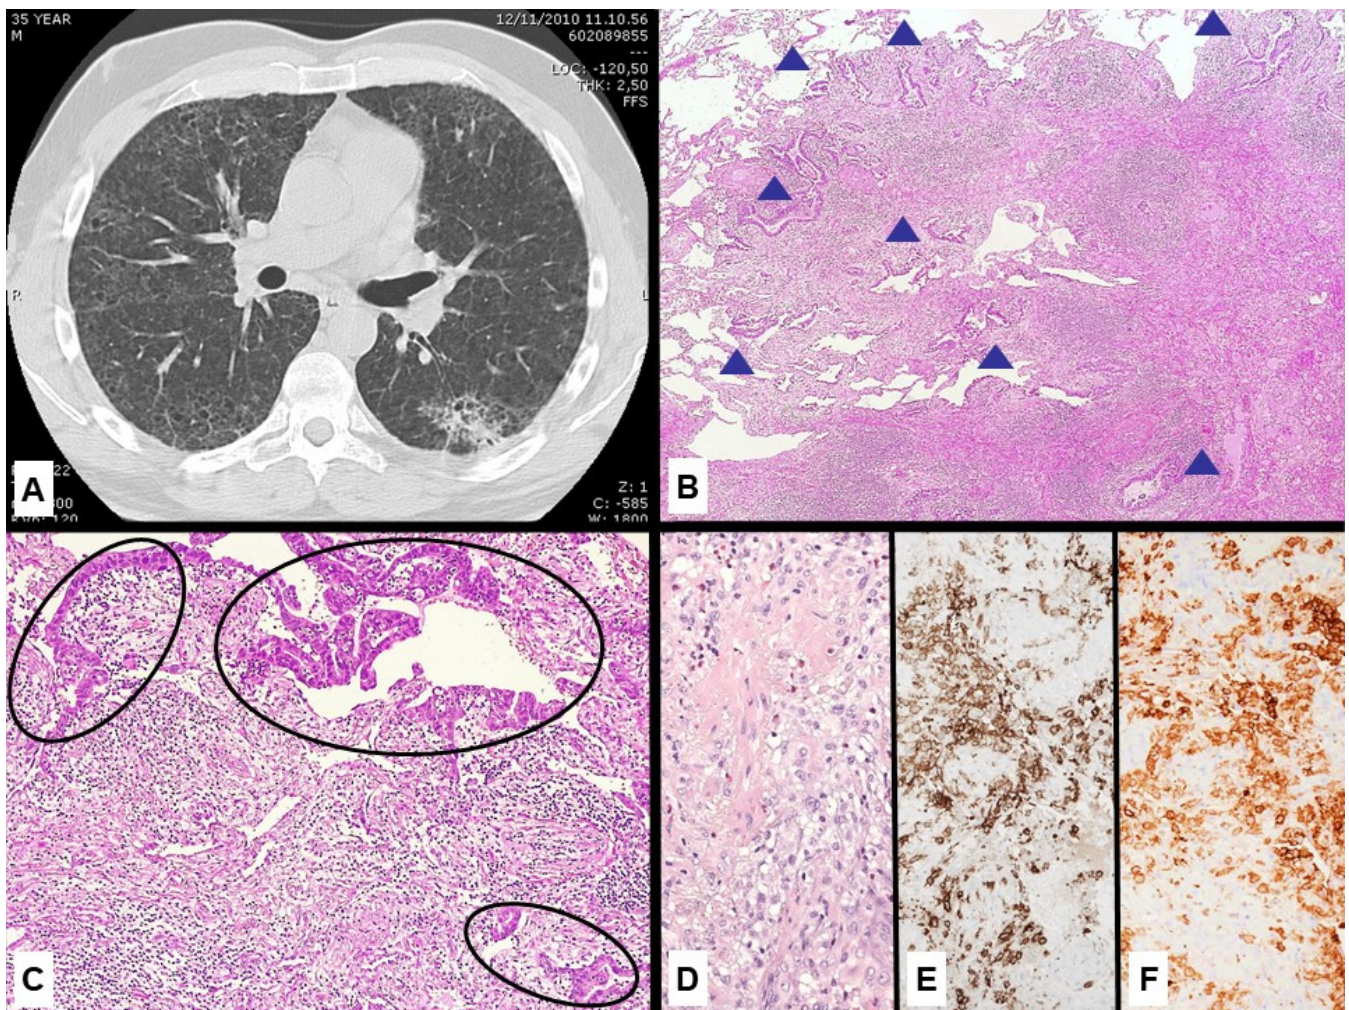 35 YEAR
M
12/11/2010 11.10.56
602089855
---
LOC: -120,50
THK: 2,50
FFS
R
L
Z: 1
C: -585
W: 1800
A
B
C
D
E
F